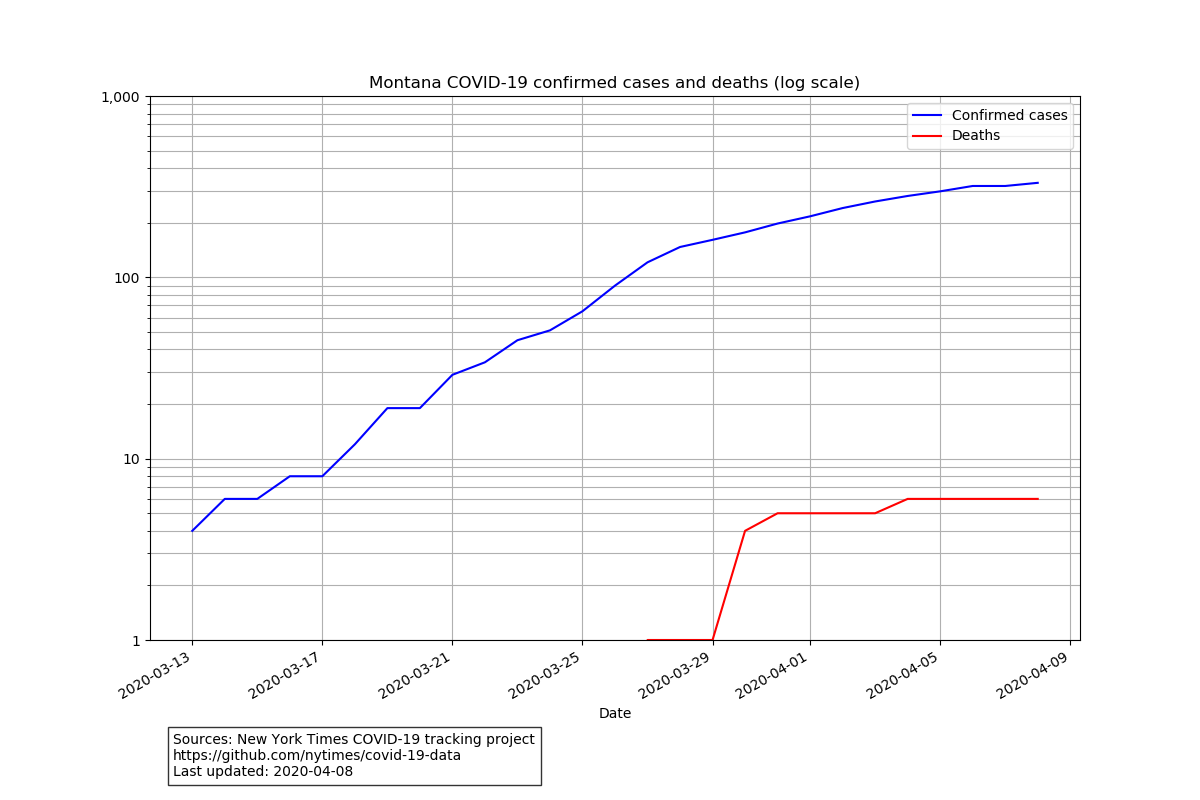 Montana COVID-19 confirmed cases and deaths (log scale)
1,000
100
10
1
Confirmed cases
Deaths
2020-03-13
2020-03-17
2020-03-21
2020-03-25
2020-03-29
2020-04-01
2020-04-05
2020-04-09
Date
Sources: New York Times COVID-19 tracking project
https://github.com/nytimes/covid-19-data
Last updated: 2020-04-08